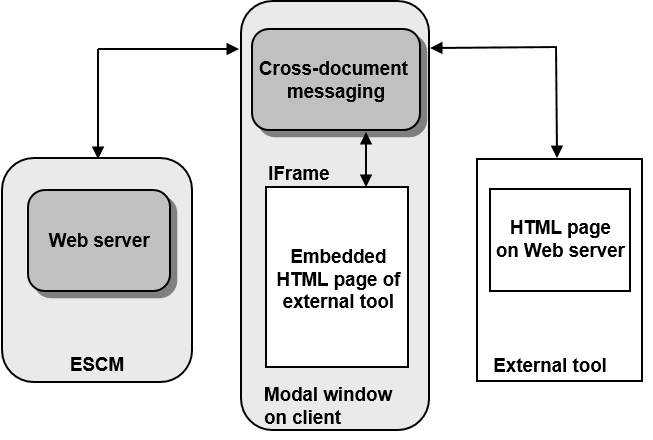 Cross-document
messaging
IFrame
Web server
Embedded
HTML page of
external tool
HTML page
on Web server
ESCM
External tool
Modal window
on client